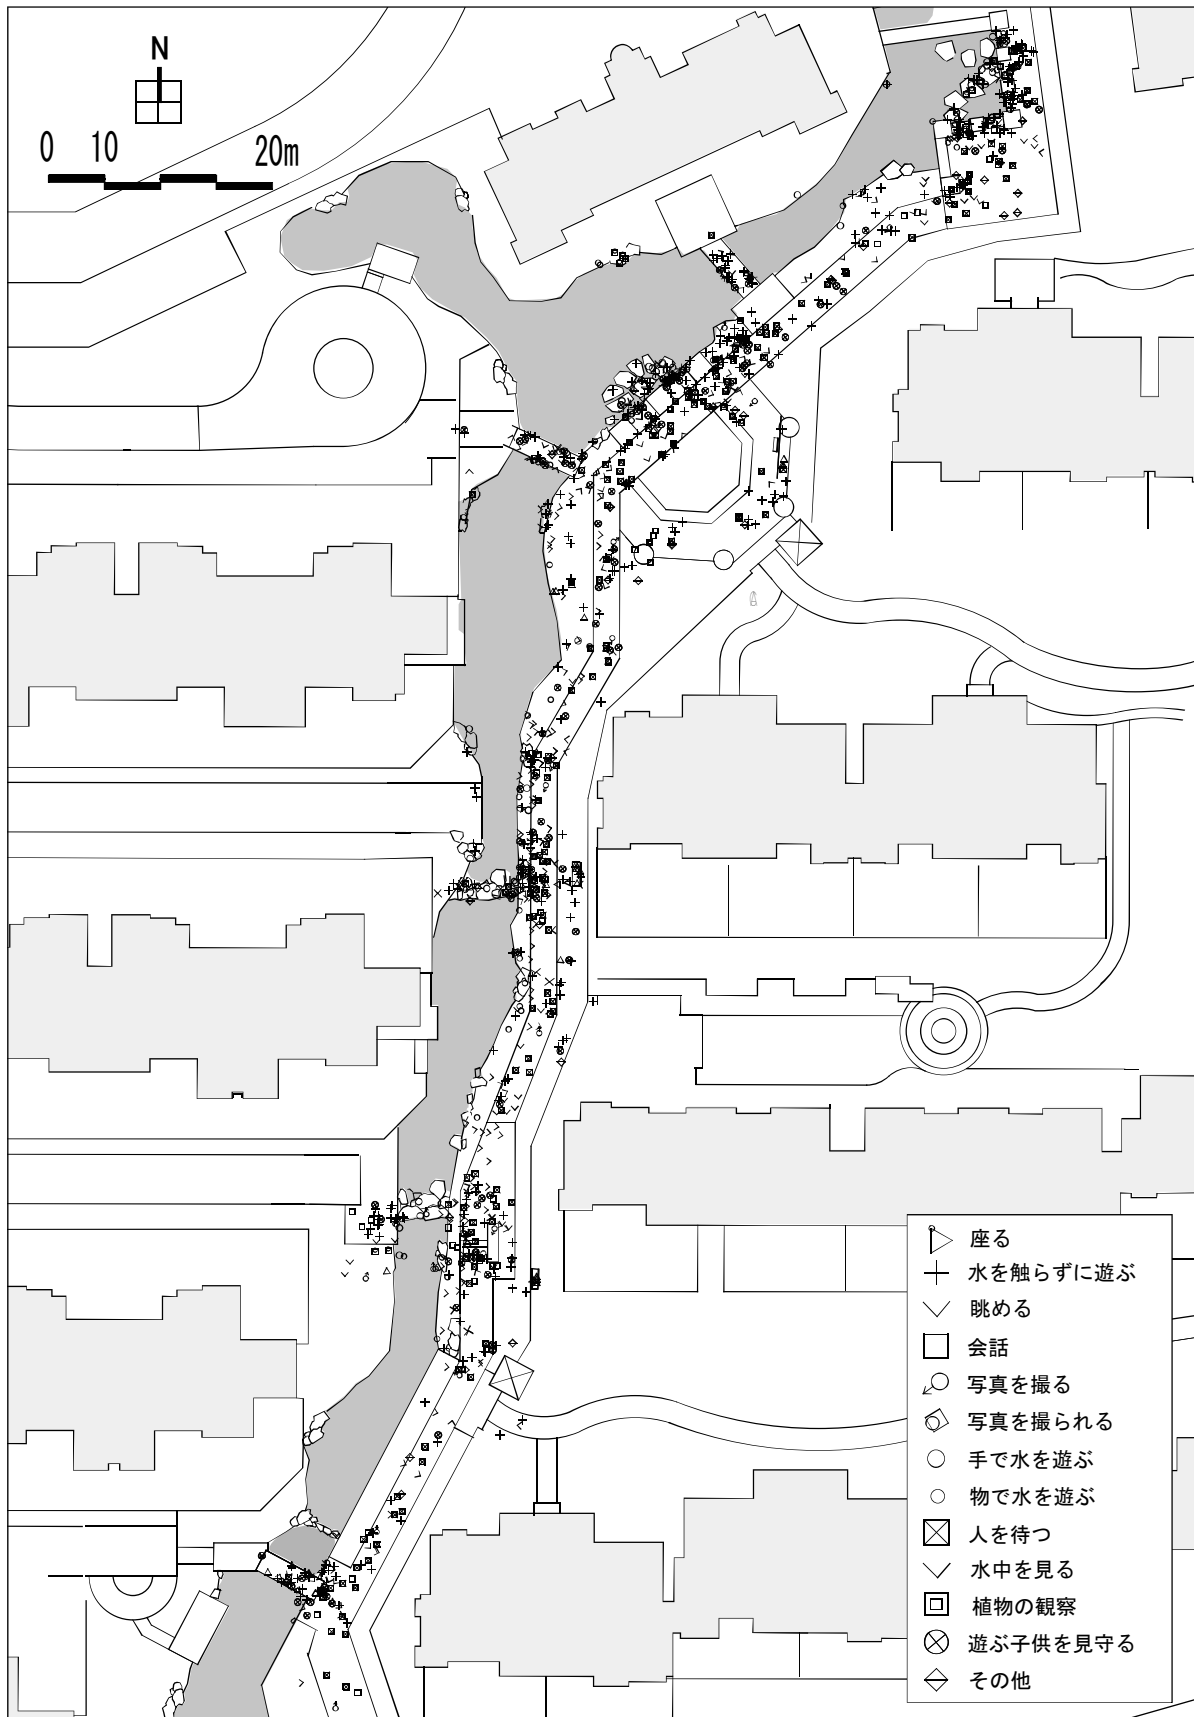 N
0 10 20m
座る
水を触らずに遊ぶ
眺める
会話
写真を撮る
写真を撮られる
手で水を遊ぶ
物で水を遊ぶ
人を待つ
水中を見る
植物の観察
遊ぶ子供を見守る
その他